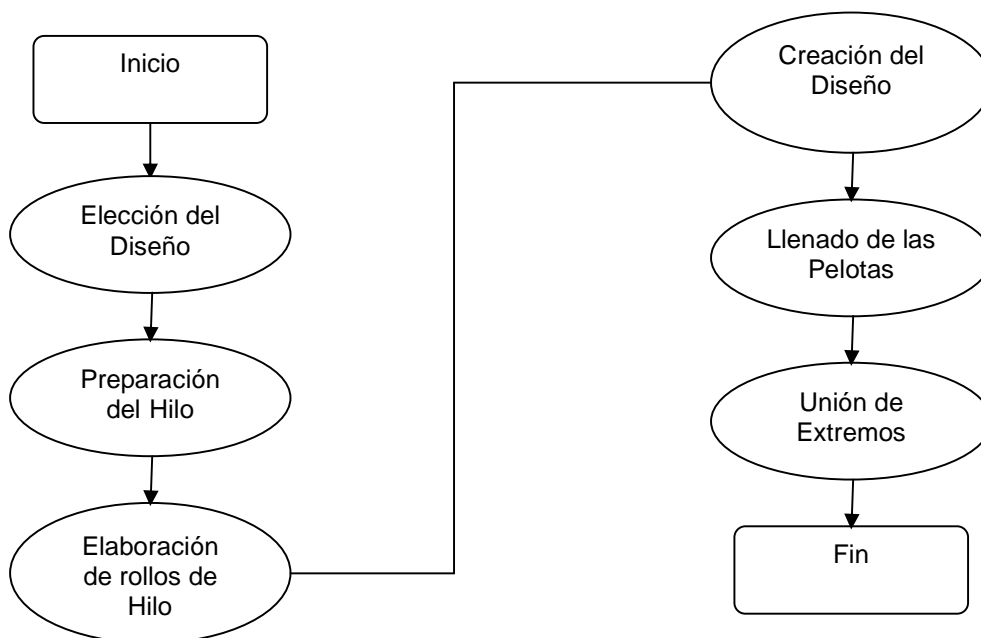 Inicio
Elección del
Diseño
Preparación
del Hilo
Elaboración
de rollos de
Hilo
Creación del
Diseño
Llenado de las
Pelotas
Unión de
Extremos
Fin